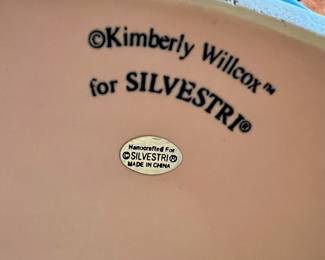 ©Kimberly Willcox™
for SILVESTRI®
Handcrafted For
©SILVESTRI®
MADE IN CHINA